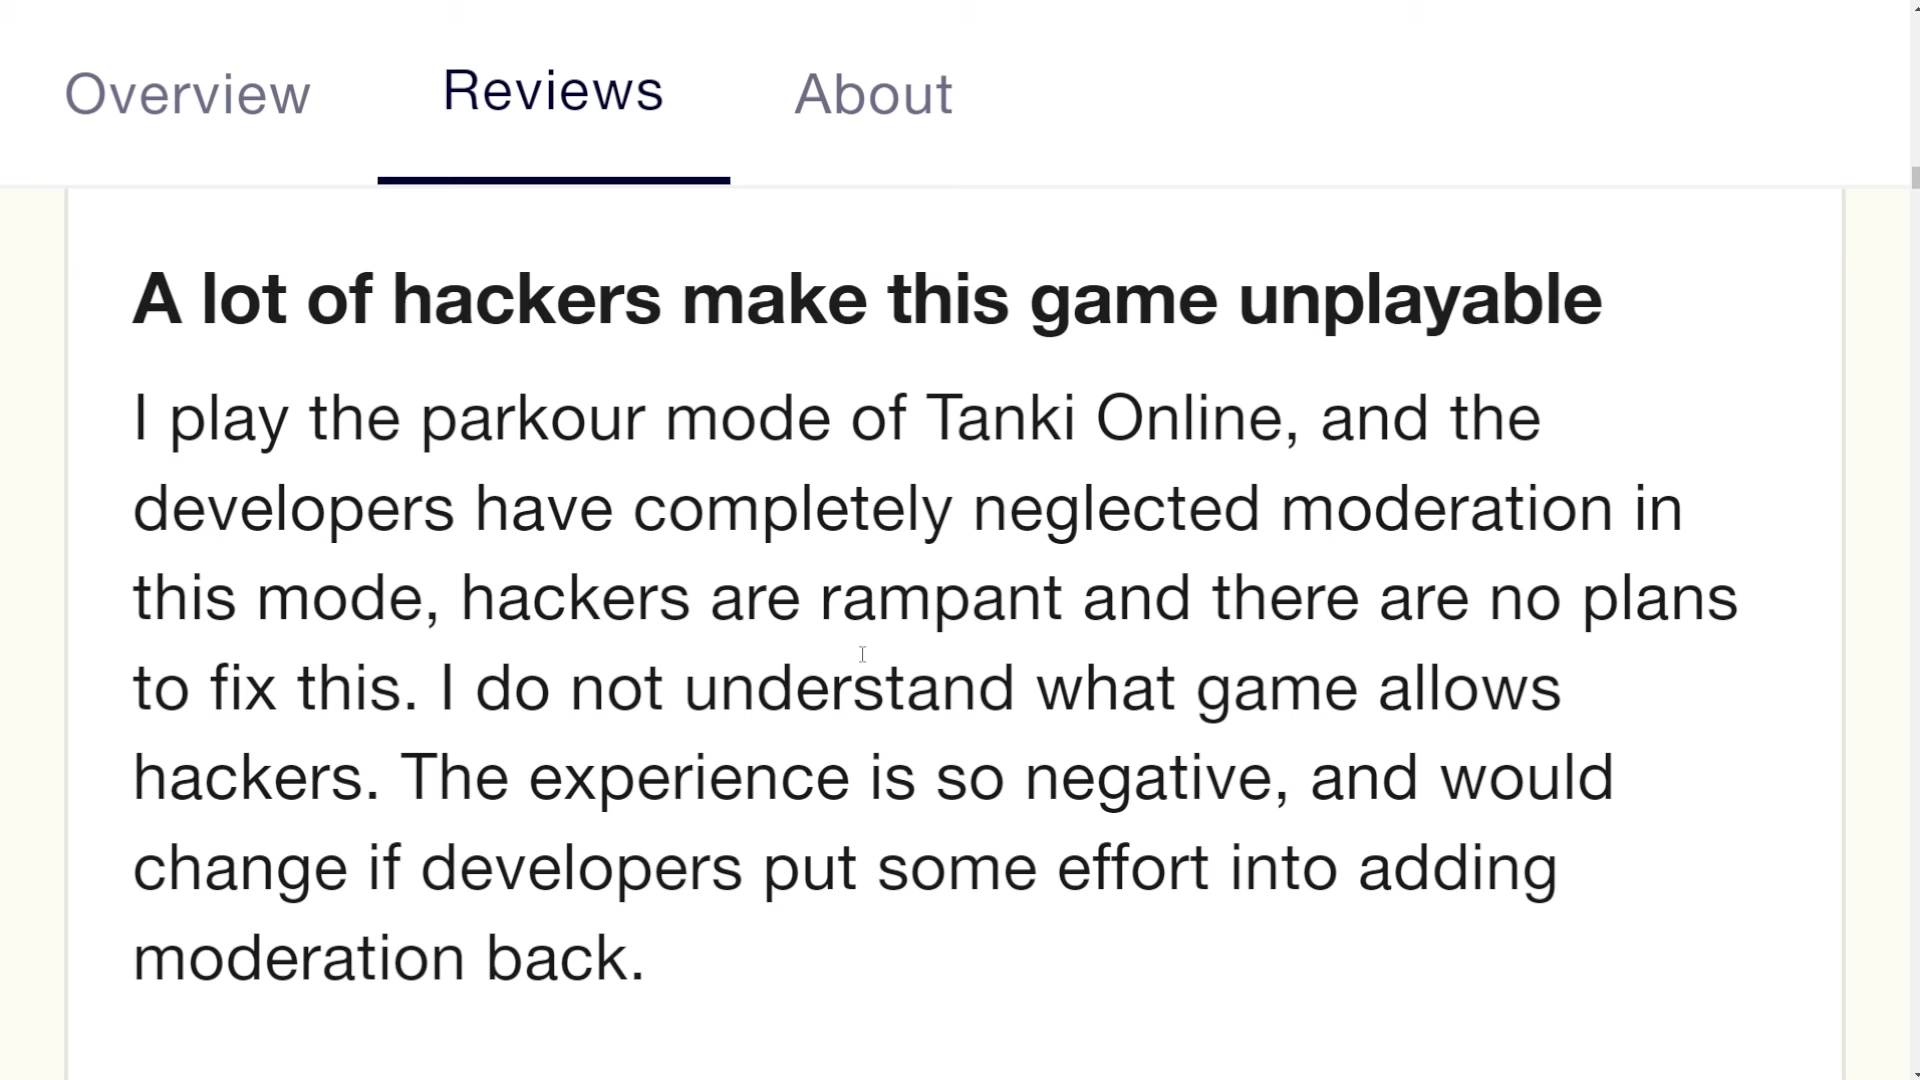 Overview Reviews About
A lot of hackers make this game unplayable
I play the parkour mode of Tanki Online, and the
developers have completely neglected moderation in
this mode, hackers are rampant and there are no plans
to fix this. I do not understand what game allows
hackers. The experience is so negative, and would
change if developers put some effort into adding
moderation back.